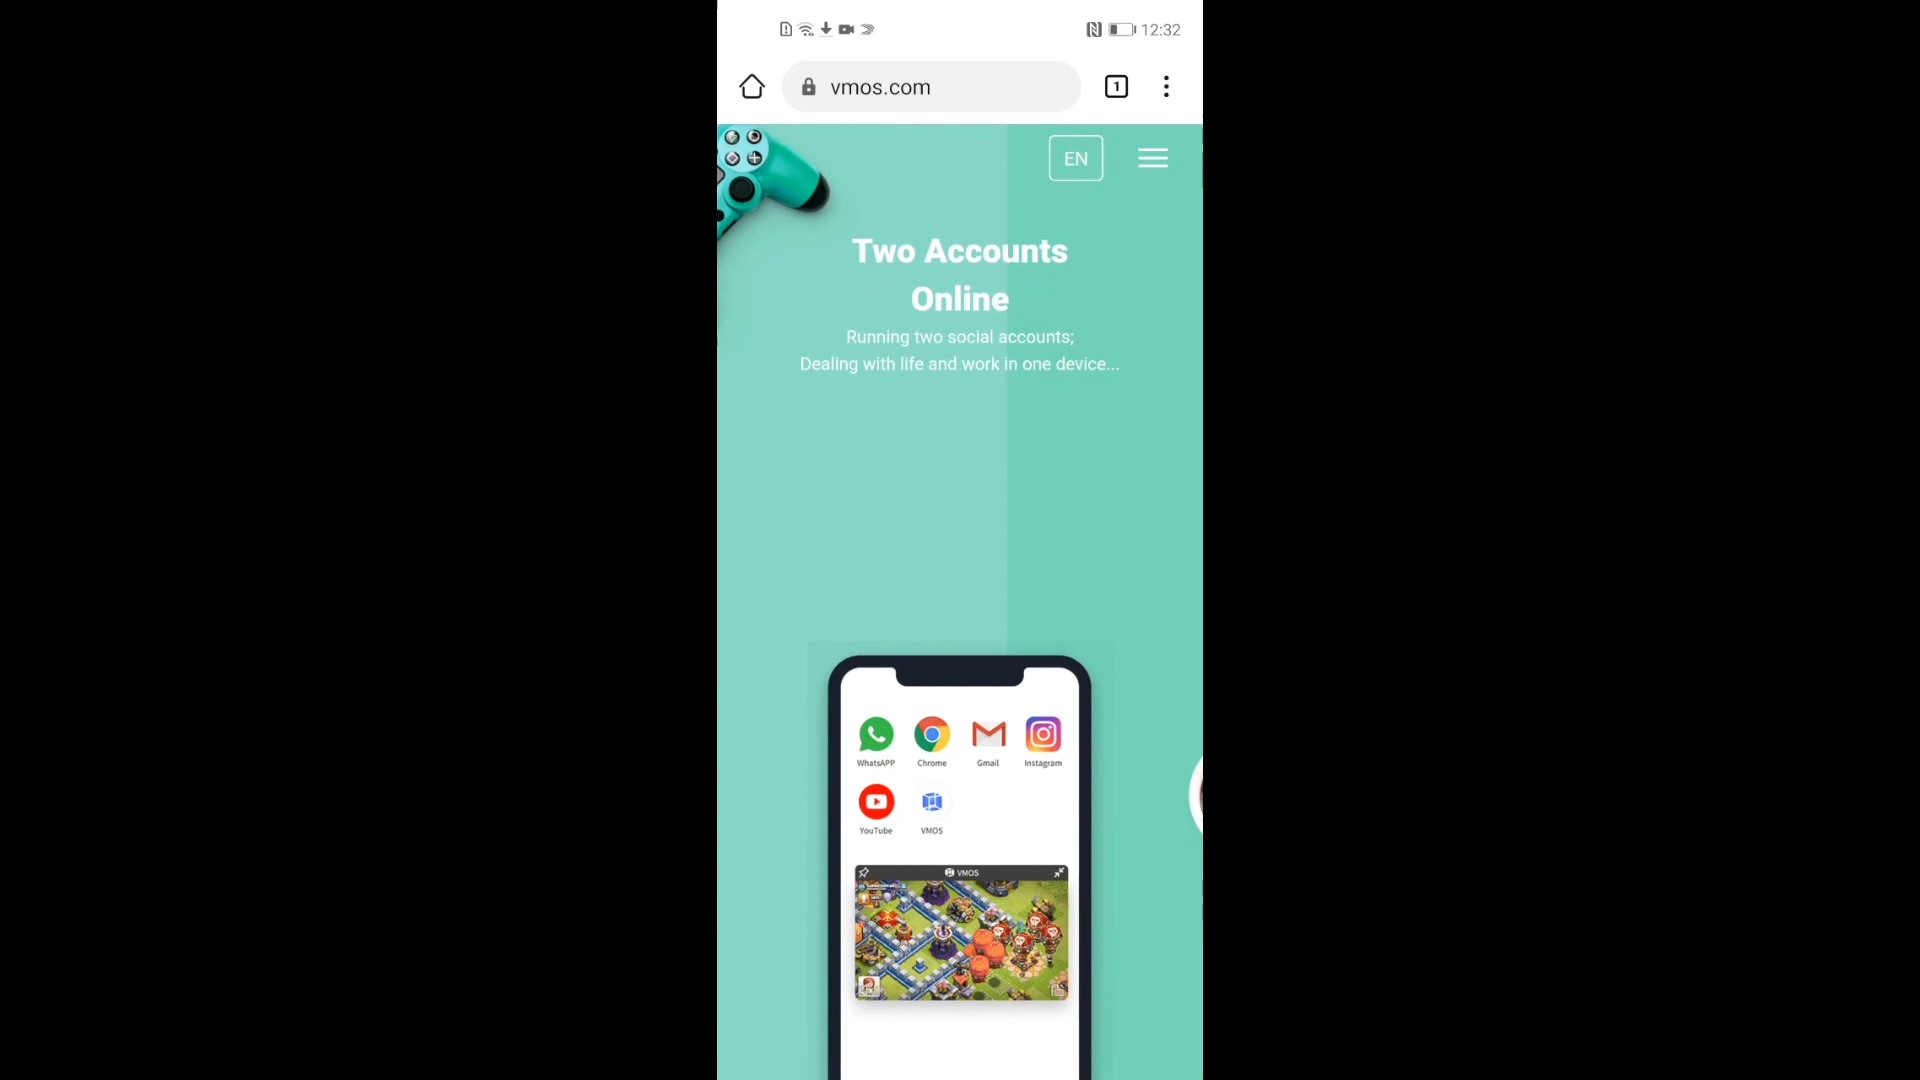 12:32
vmos.com
1
EN
Two Accounts
Online
Running two social accounts;
Dealing with life and work in one device...
WhatsAPP
Chrome
Gmail
Instagram
YouTube
VMOS
VMOS